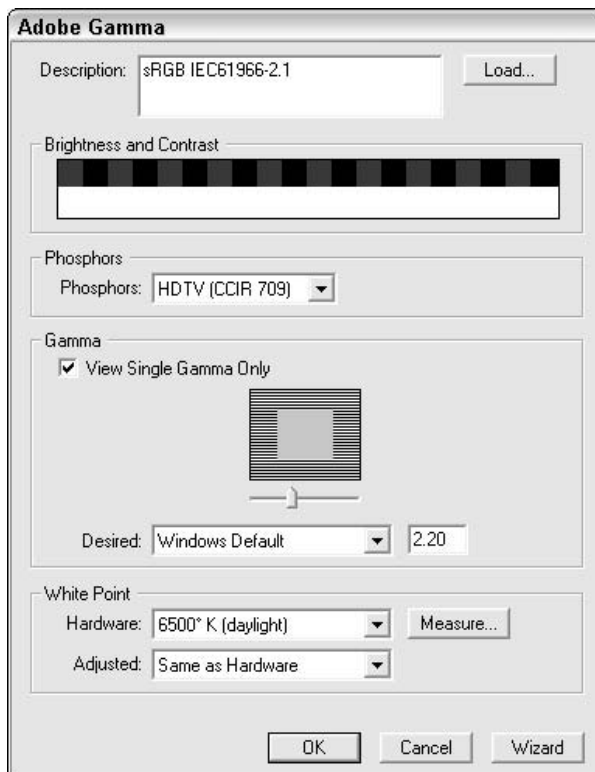 Adobe Gamma
Description: sRGB IEC61966-2.1 Load...
Brightness and Contrast
Phosphors
Phosphors: HDTV (CCIR 709)
Gamma
View Single Gamma Only
Desired: Windows Default 2.20
White Point
Hardware: 6500° K (daylight) Measure...
Adjusted: Same as Hardware
OK Cancel Wizard